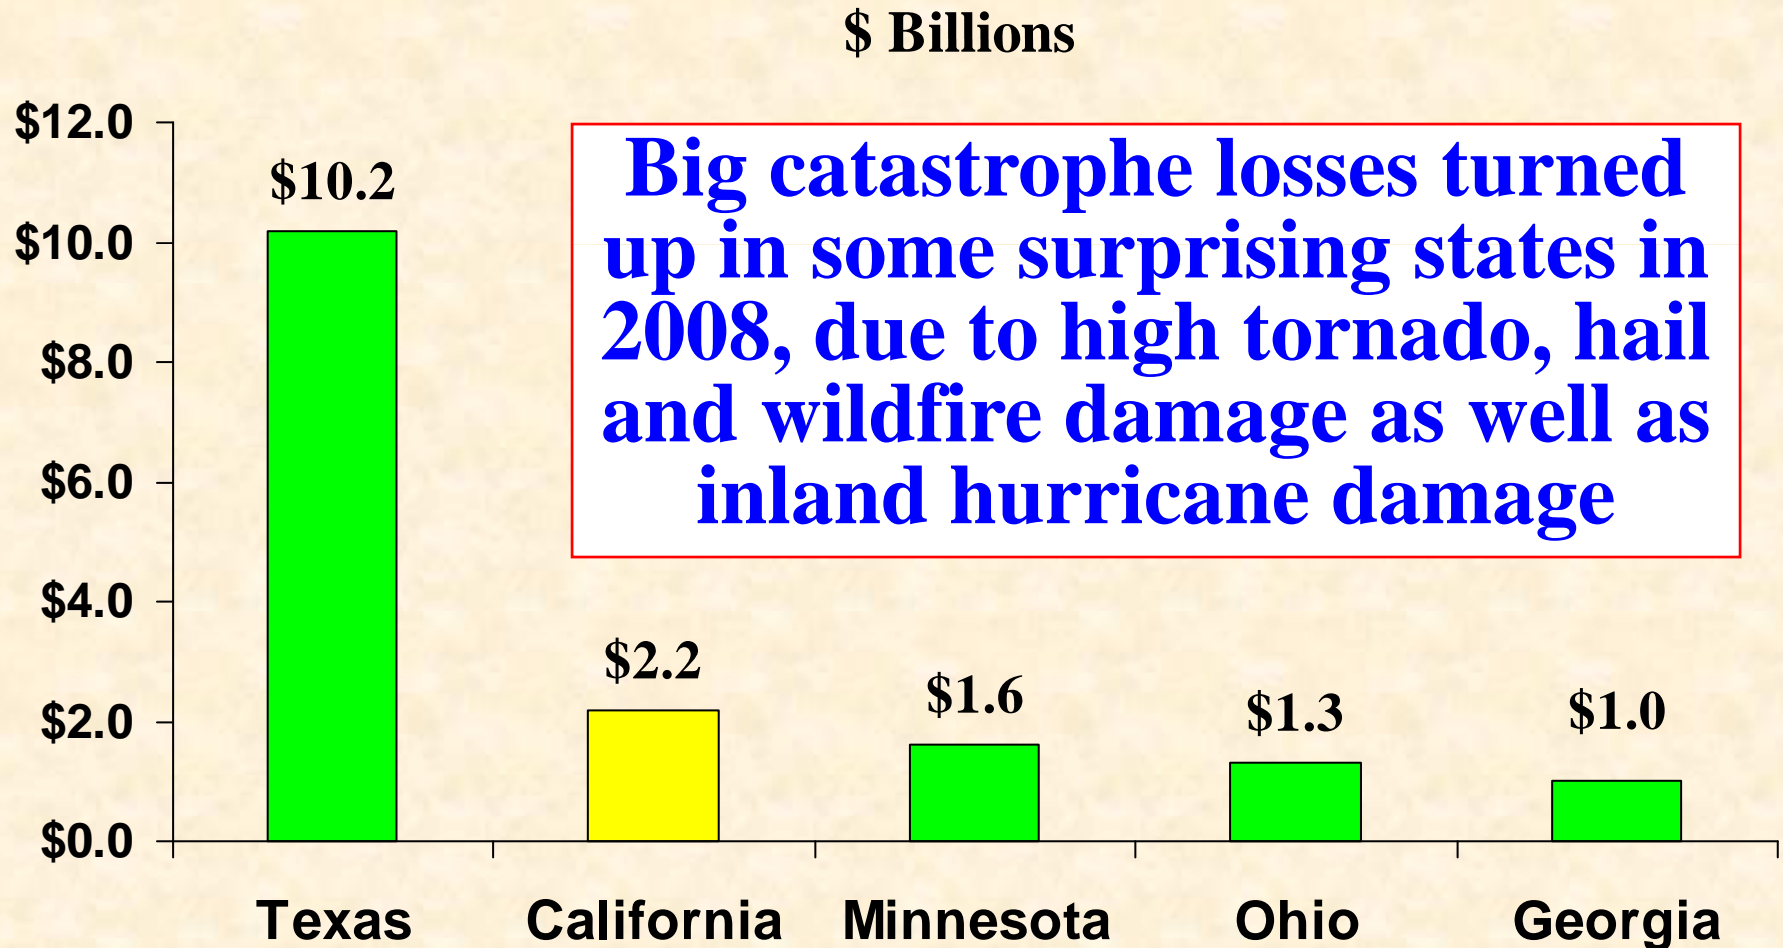 $ Billions
$12.0
$10.0
$8.0
$6.0
$4.0
$2.0
$0.0
$10.2
$2.2
$1.6
$1.3
$1.0
Big catastrophe losses turned
up in some surprising states in
2008, due to high tornado, hail
and wildfire damage as well as
inland hurricane damage
Texas California Minnesota Ohio Georgia